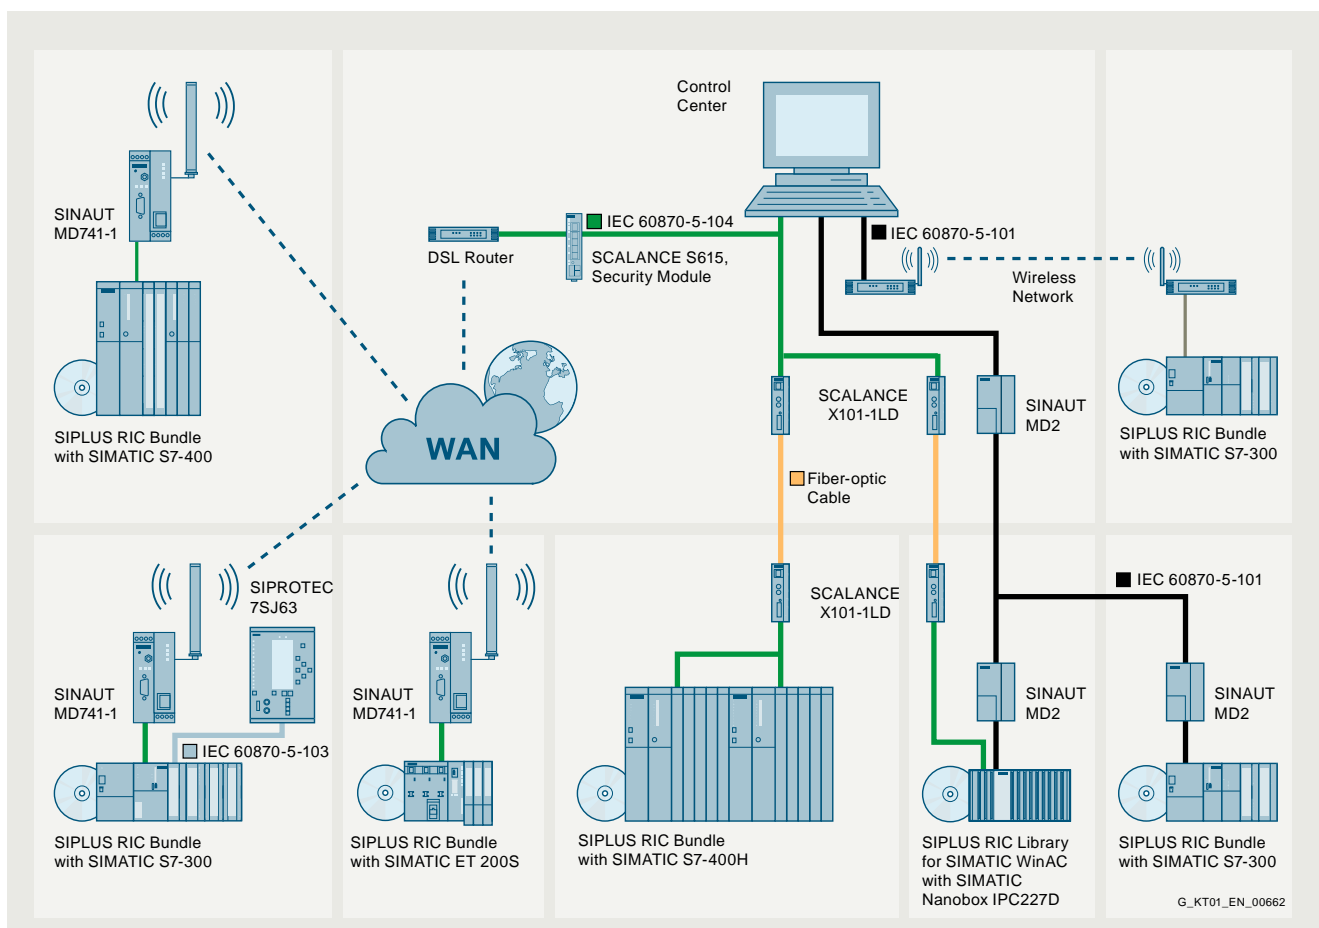 Control
Center
SINAUT
MD741-1
IEC 60870-5-104
IEC 60870-5-101
DSL Router
SCALANCE S615,
Security Module
Wireless
Network
SIPLUS RIC Bundle
with SIMATIC S7-400
WAN
SCALANCE
X101-1LD
SINAUT
MD2
SIPLUS RIC Bundle
with SIMATIC S7-300
Fiber-optic
Cable
SIPROTEC
7SJ63
SINAUT
MD741-1
IEC 60870-5-103
SIPLUS RIC Bundle
with SIMATIC S7-300
SINAUT
MD741-1
SIPLUS RIC Bundle
with SIMATIC ET 200S
SCALANCE
X101-1LD
SIPLUS RIC Bundle
with SIMATIC S7-400H
SINAUT
MD2
SIPLUS RIC Library
for SIMATIC WinAC
with SIMATIC
Nanobox IPC227D
IEC 60870-5-101
SINAUT
MD2
SIPLUS RIC Bundle
with SIMATIC S7-300
G_KT01_EN_00662